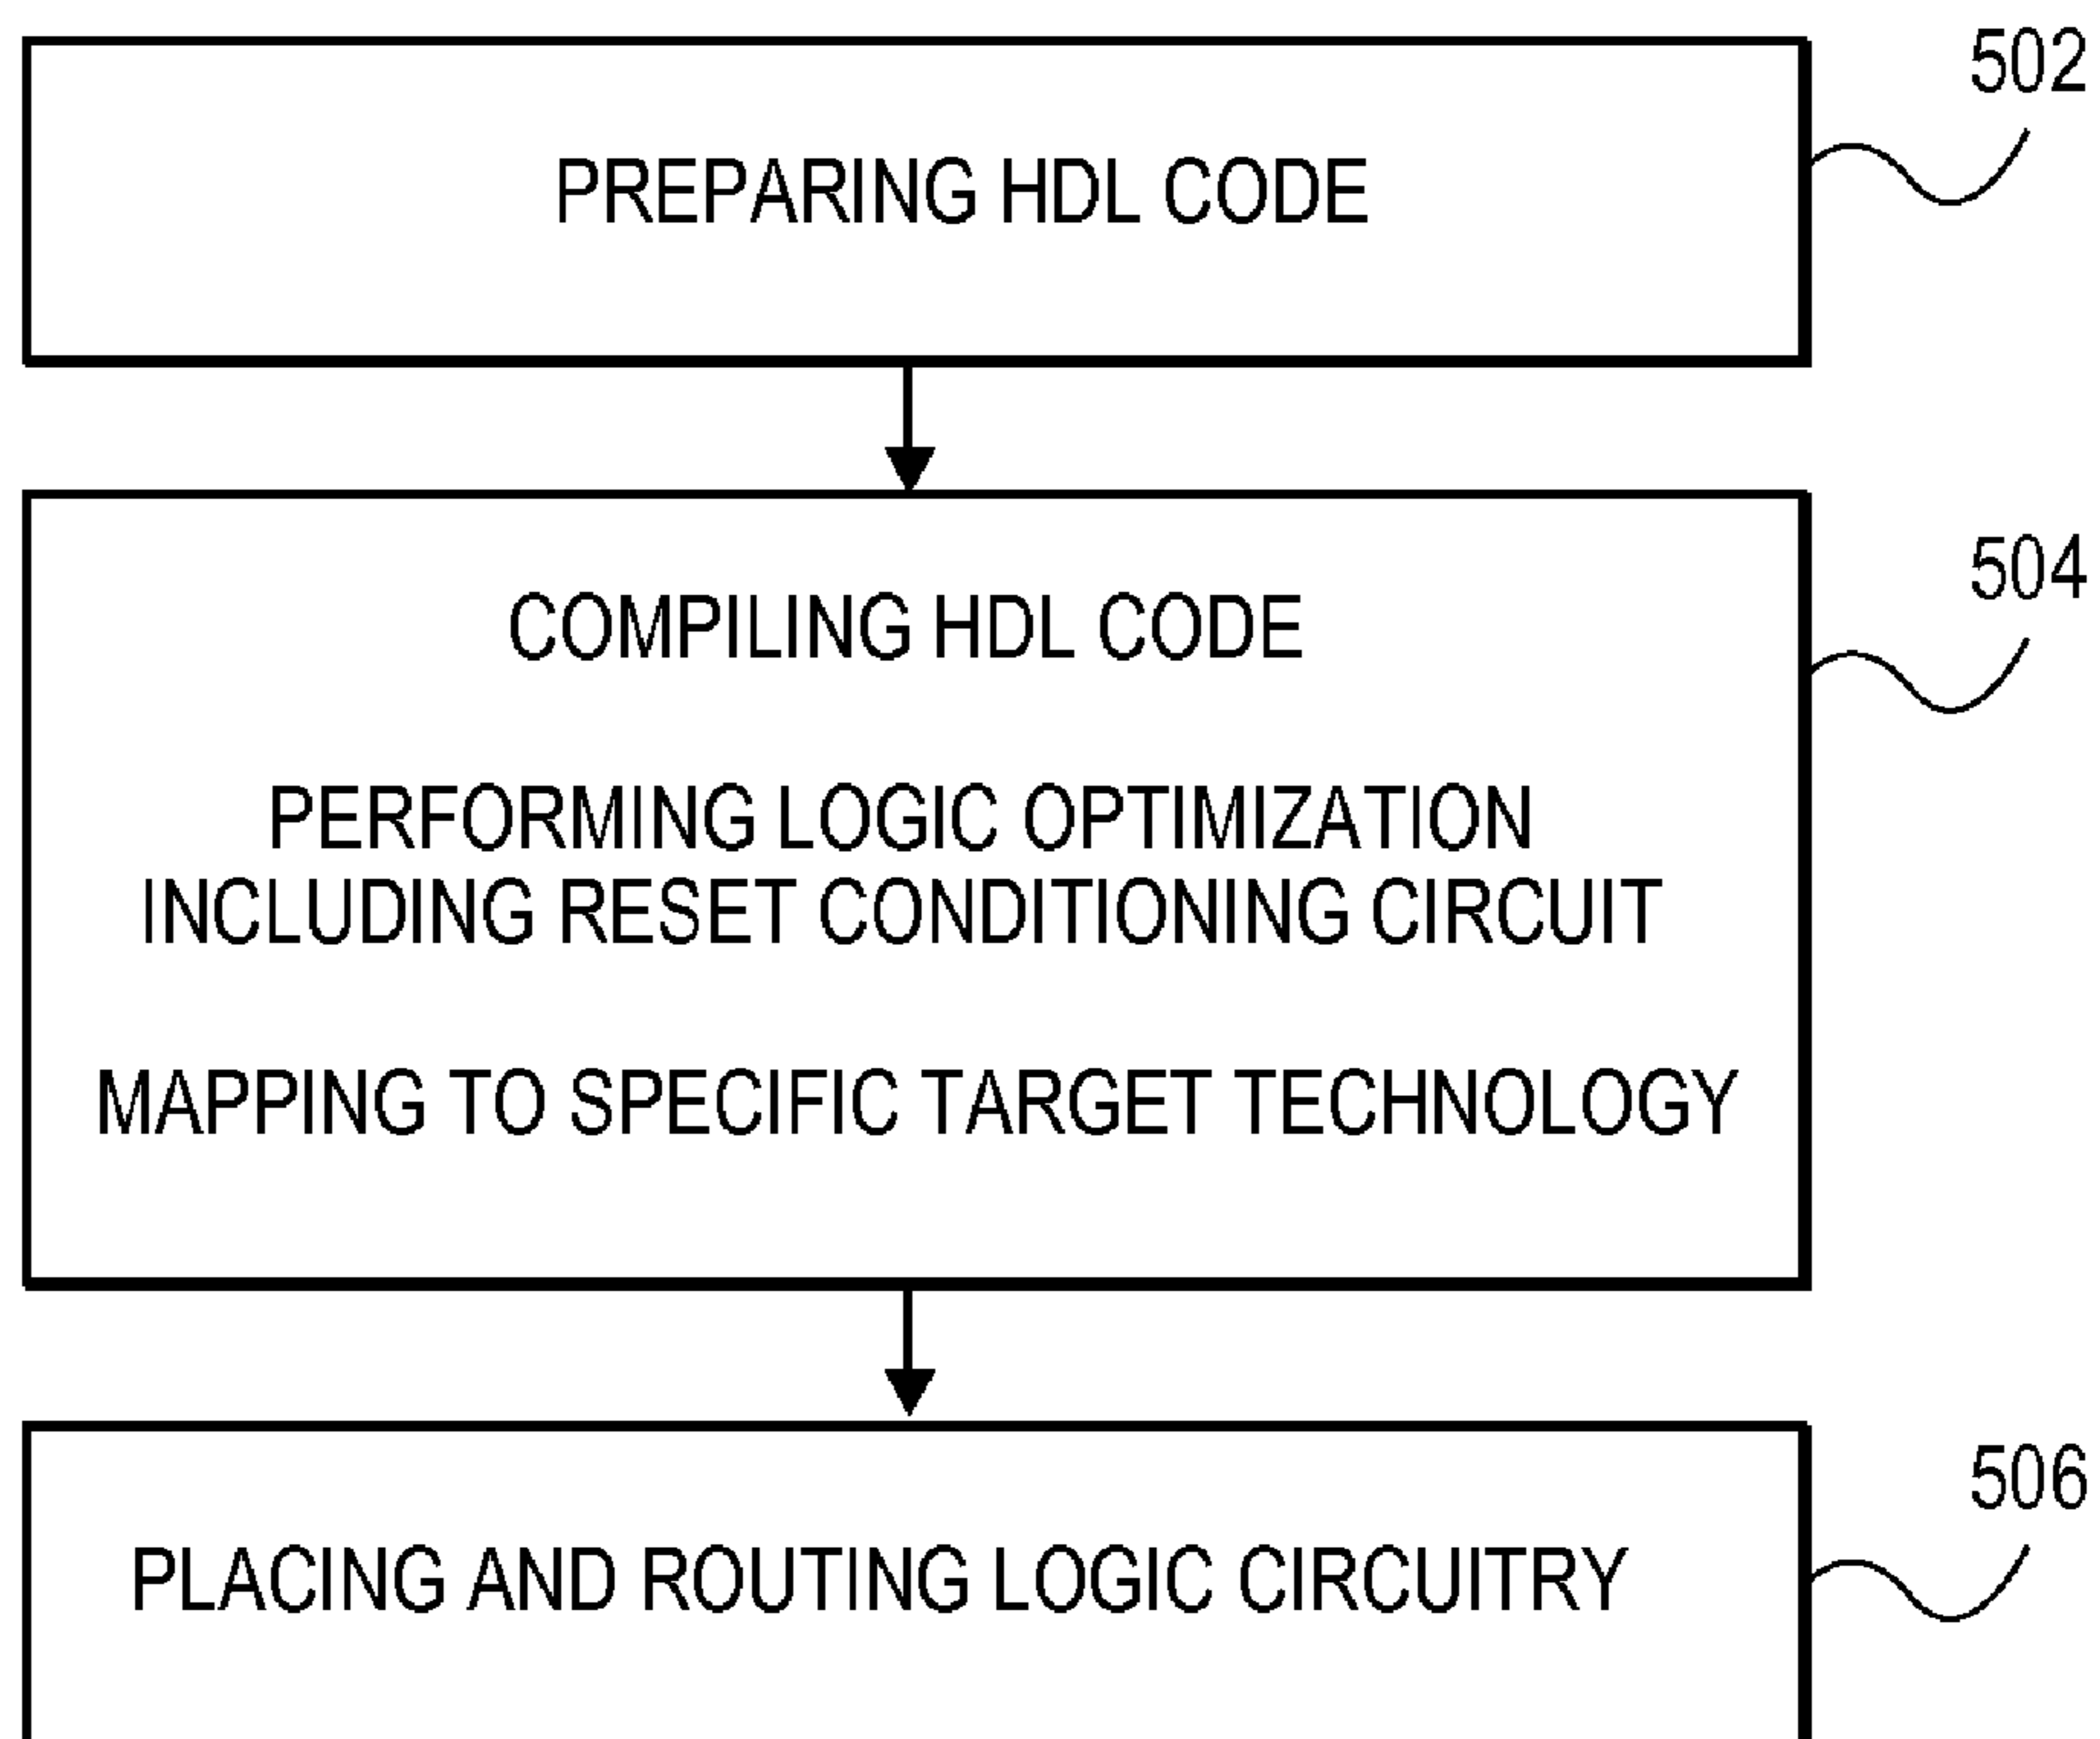 502
PREPARING HDL CODE
504
COMPILING HDL CODE
PERFORMING LOGIC OPTIMIZATION
INCLUDING RESET CONDITIONING CIRCUIT
MAPPING TO SPECIFIC TARGET TECHNOLOGY
506
PLACING AND ROUTING LOGIC CIRCUITRY